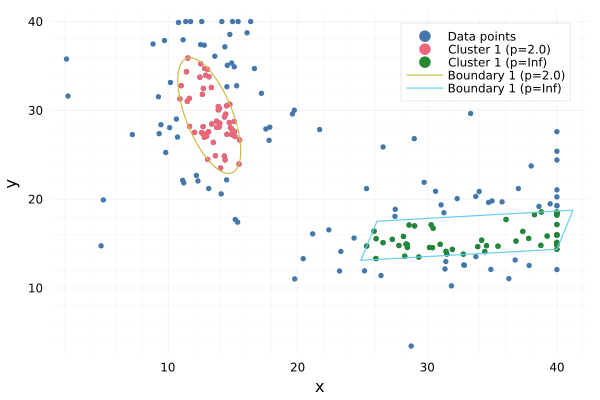 40
Data points
Cluster 1 (p=2.0)
Cluster 1 (p=Inf)
Boundary 1 (p=2.0)
Boundary 1 (p=Inf)
30
y
20
10
10 20 30 40
x